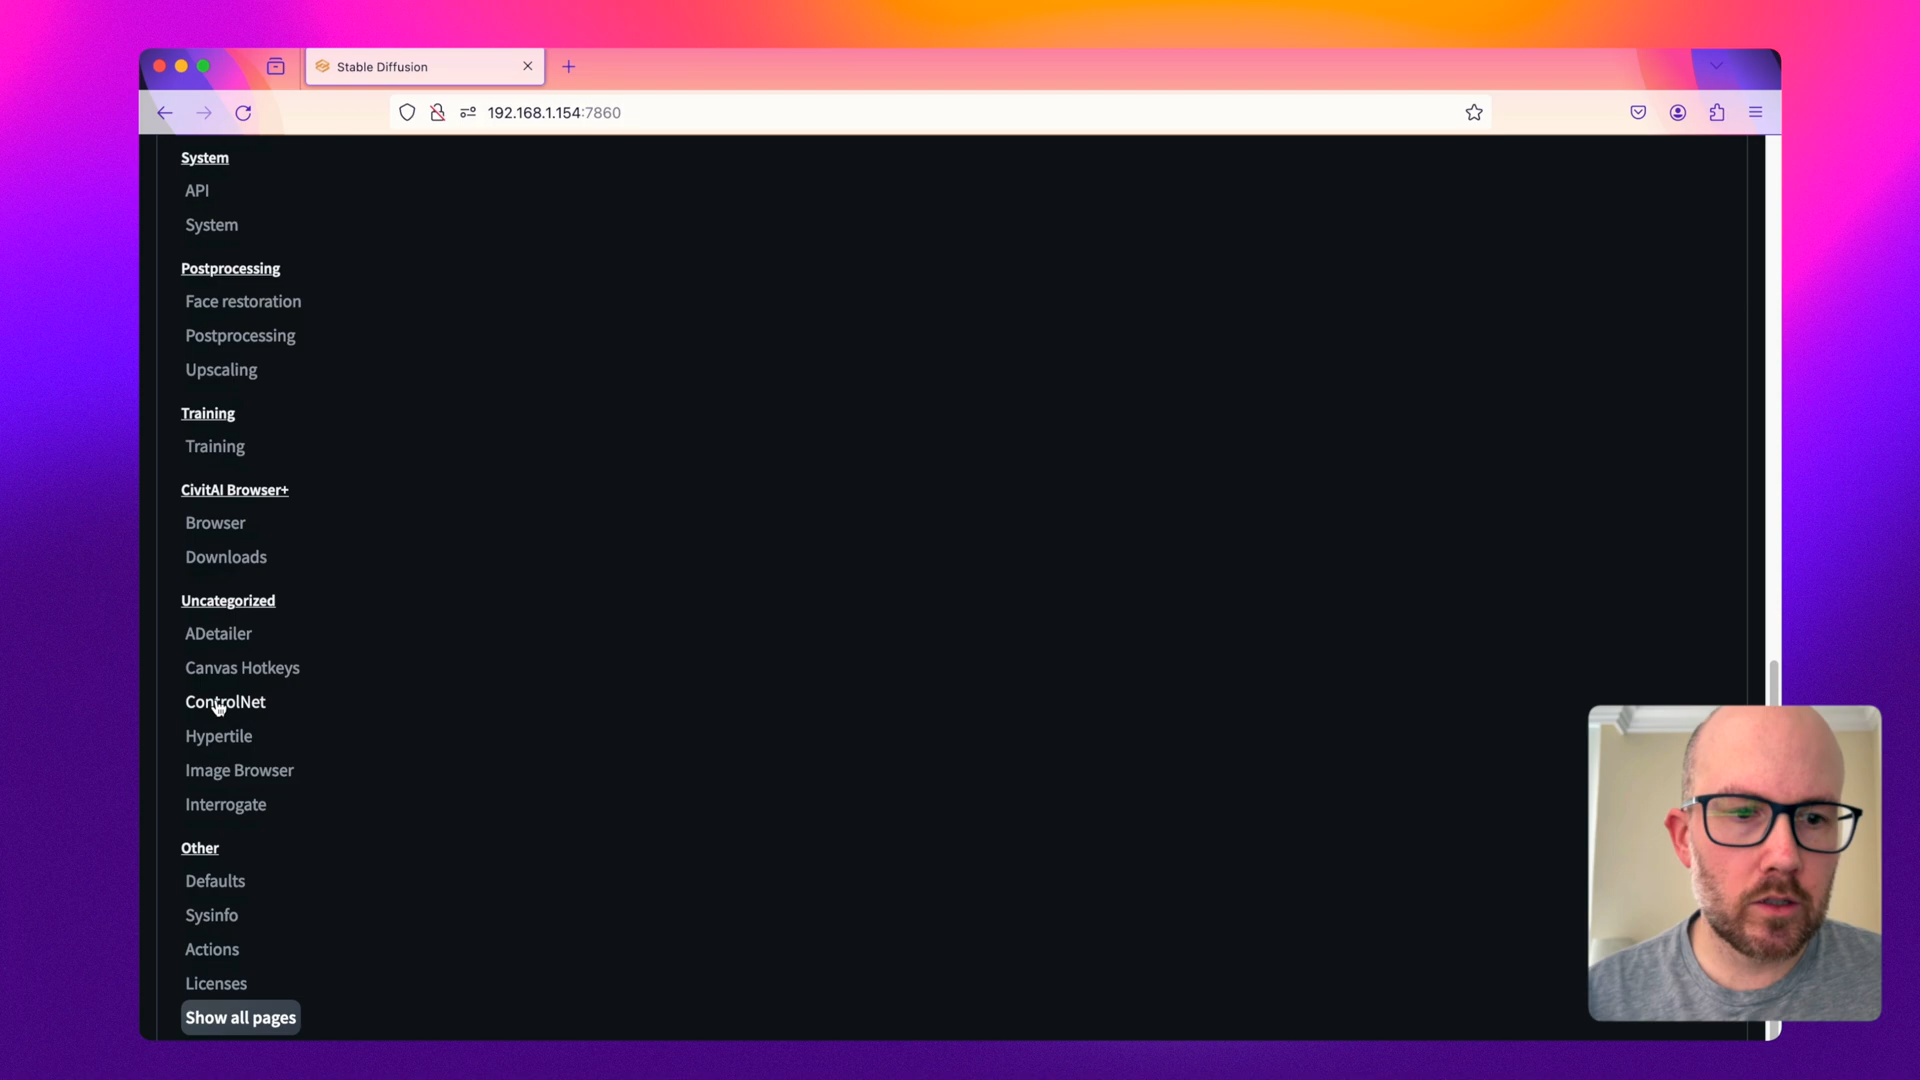 Stable Diffusion
192.168.1.154:7860
System
API
System
Postprocessing
Face restoration
Postprocessing
Upscaling
Training
Training
CivitAI Browser+
Browser
Downloads
Uncategorized
ADetailer
Canvas Hotkeys
ControlNet
Hypertile
Image Browser
Interrogate
Other
Defaults
Sysinfo
Actions
Licenses
Show all pages